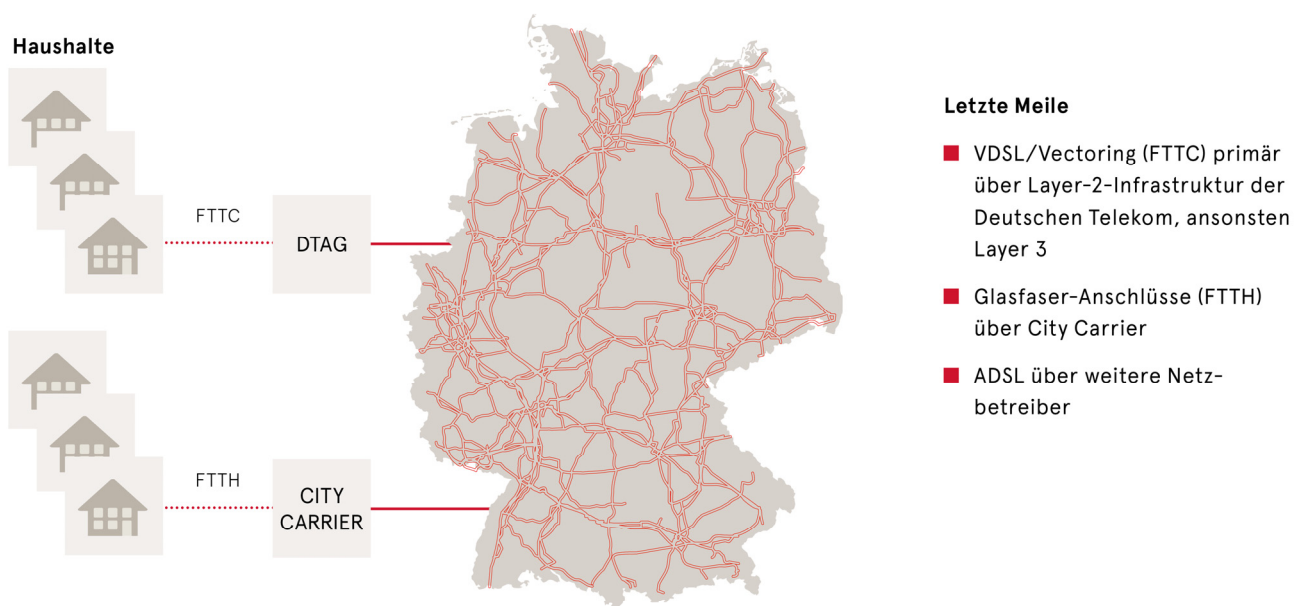 Haushalte
FTTC
DTAG
FTTH
CITY
CARRIER
Letzte Meile
VDSL/Vectoring (FTTC) primär
über Layer-2-Infrastruktur der
Deutschen Telekom, ansonsten
Layer 3
Glasfaser-Anschlüsse (FTTH)
über City Carrier
ADSL über weitere Netz-
betreiber